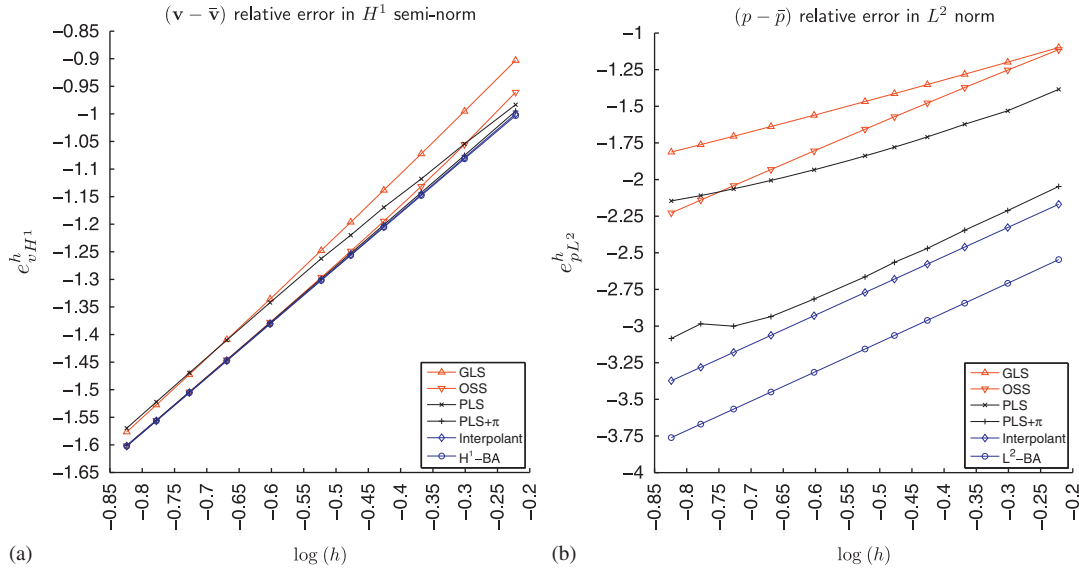 (v − v̄) relative error in H¹ semi-norm
−0.85
−0.9
−0.95
−1
−1.05
−1.1
−1.15
−1.2
−1.25
−1.3
−1.35
−1.4
−1.45
−1.5
−1.55
−1.6
−1.65
e^h_{vH¹}
GLS
OSS
PLS
PLS+π
Interpolant
H¹−BA
−0.85
−0.8
−0.75
−0.7
−0.65
−0.6
−0.55
−0.5
−0.45
−0.4
−0.35
−0.3
−0.25
−0.2
(a)
log (h)
(p − p̄) relative error in L² norm
−1
−1.25
−1.5
−1.75
−2
−2.25
−2.5
−2.75
−3
−3.25
−3.5
−3.75
−4
e^h_{pL²}
GLS
OSS
PLS
PLS+π
Interpolant
L²−BA
−0.85
−0.8
−0.75
−0.7
−0.65
−0.6
−0.55
−0.5
−0.45
−0.4
−0.35
−0.3
−0.25
−0.2
(b)
log (h)